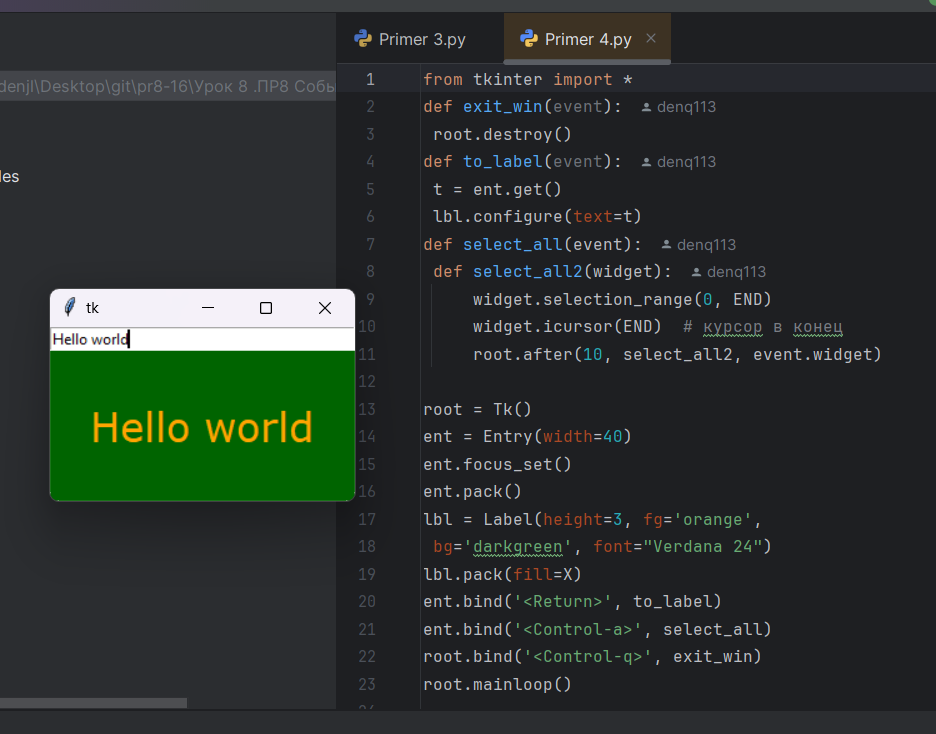 Primer 3.py
Primer 4.py
denjl\Desktop\git\pr8-16\Урок 8 .ПР8 Собы
les
tk
Hello world
Hello world
1 from tkinter import *
2 def exit_win(event): denq113
3 root.destroy()
4 def to_label(event): denq113
5 t = ent.get()
6 lbl.configure(text=t)
7 def select_all(event): denq113
8 def select_all2(widget): denq113
9 widget.selection_range(0, END)
10 widget.icursor(END) # курсор в конец
11 root.after(10, select_all2, event.widget)
12
13 root = Tk()
14 ent = Entry(width=40)
15 ent.focus_set()
16 ent.pack()
17 lbl = Label(height=3, fg='orange',
18 bg='darkgreen', font="Verdana 24")
19 lbl.pack(fill=X)
20 ent.bind('<Return>', to_label)
21 ent.bind('<Control-a>', select_all)
22 root.bind('<Control-q>', exit_win)
23 root.mainloop()